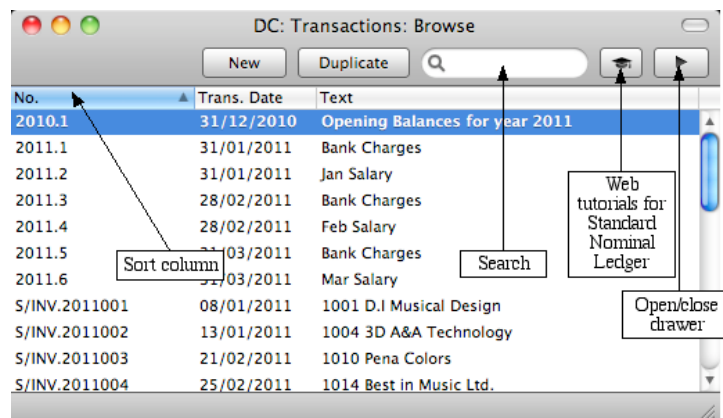 DC: Transactions: Browse
New Duplicate
No. Trans. Date Text
2010.1 31/12/2010 Opening Balances for year 2011
2011.1 31/01/2011 Bank Charges
2011.2 31/01/2011 Jan Salary
2011.3 28/02/2011 Bank Charges
2011.4 28/02/2011 Feb Salary
2011.5 /03/2011 Bank Charges
2011.6 /03/2011 Mar Salary
S/INV.2011001 08/01/2011 1001 D.I Musical Design
S/INV.2011002 13/01/2011 1004 3D A&A Technology
S/INV.2011003 21/02/2011 1010 Pena Colors
S/INV.2011004 25/02/2011 1014 Best in Music Ltd.
Sort column
Search
Web
tutorials for
Standard
Nominal
Ledger
Open/close
drawer